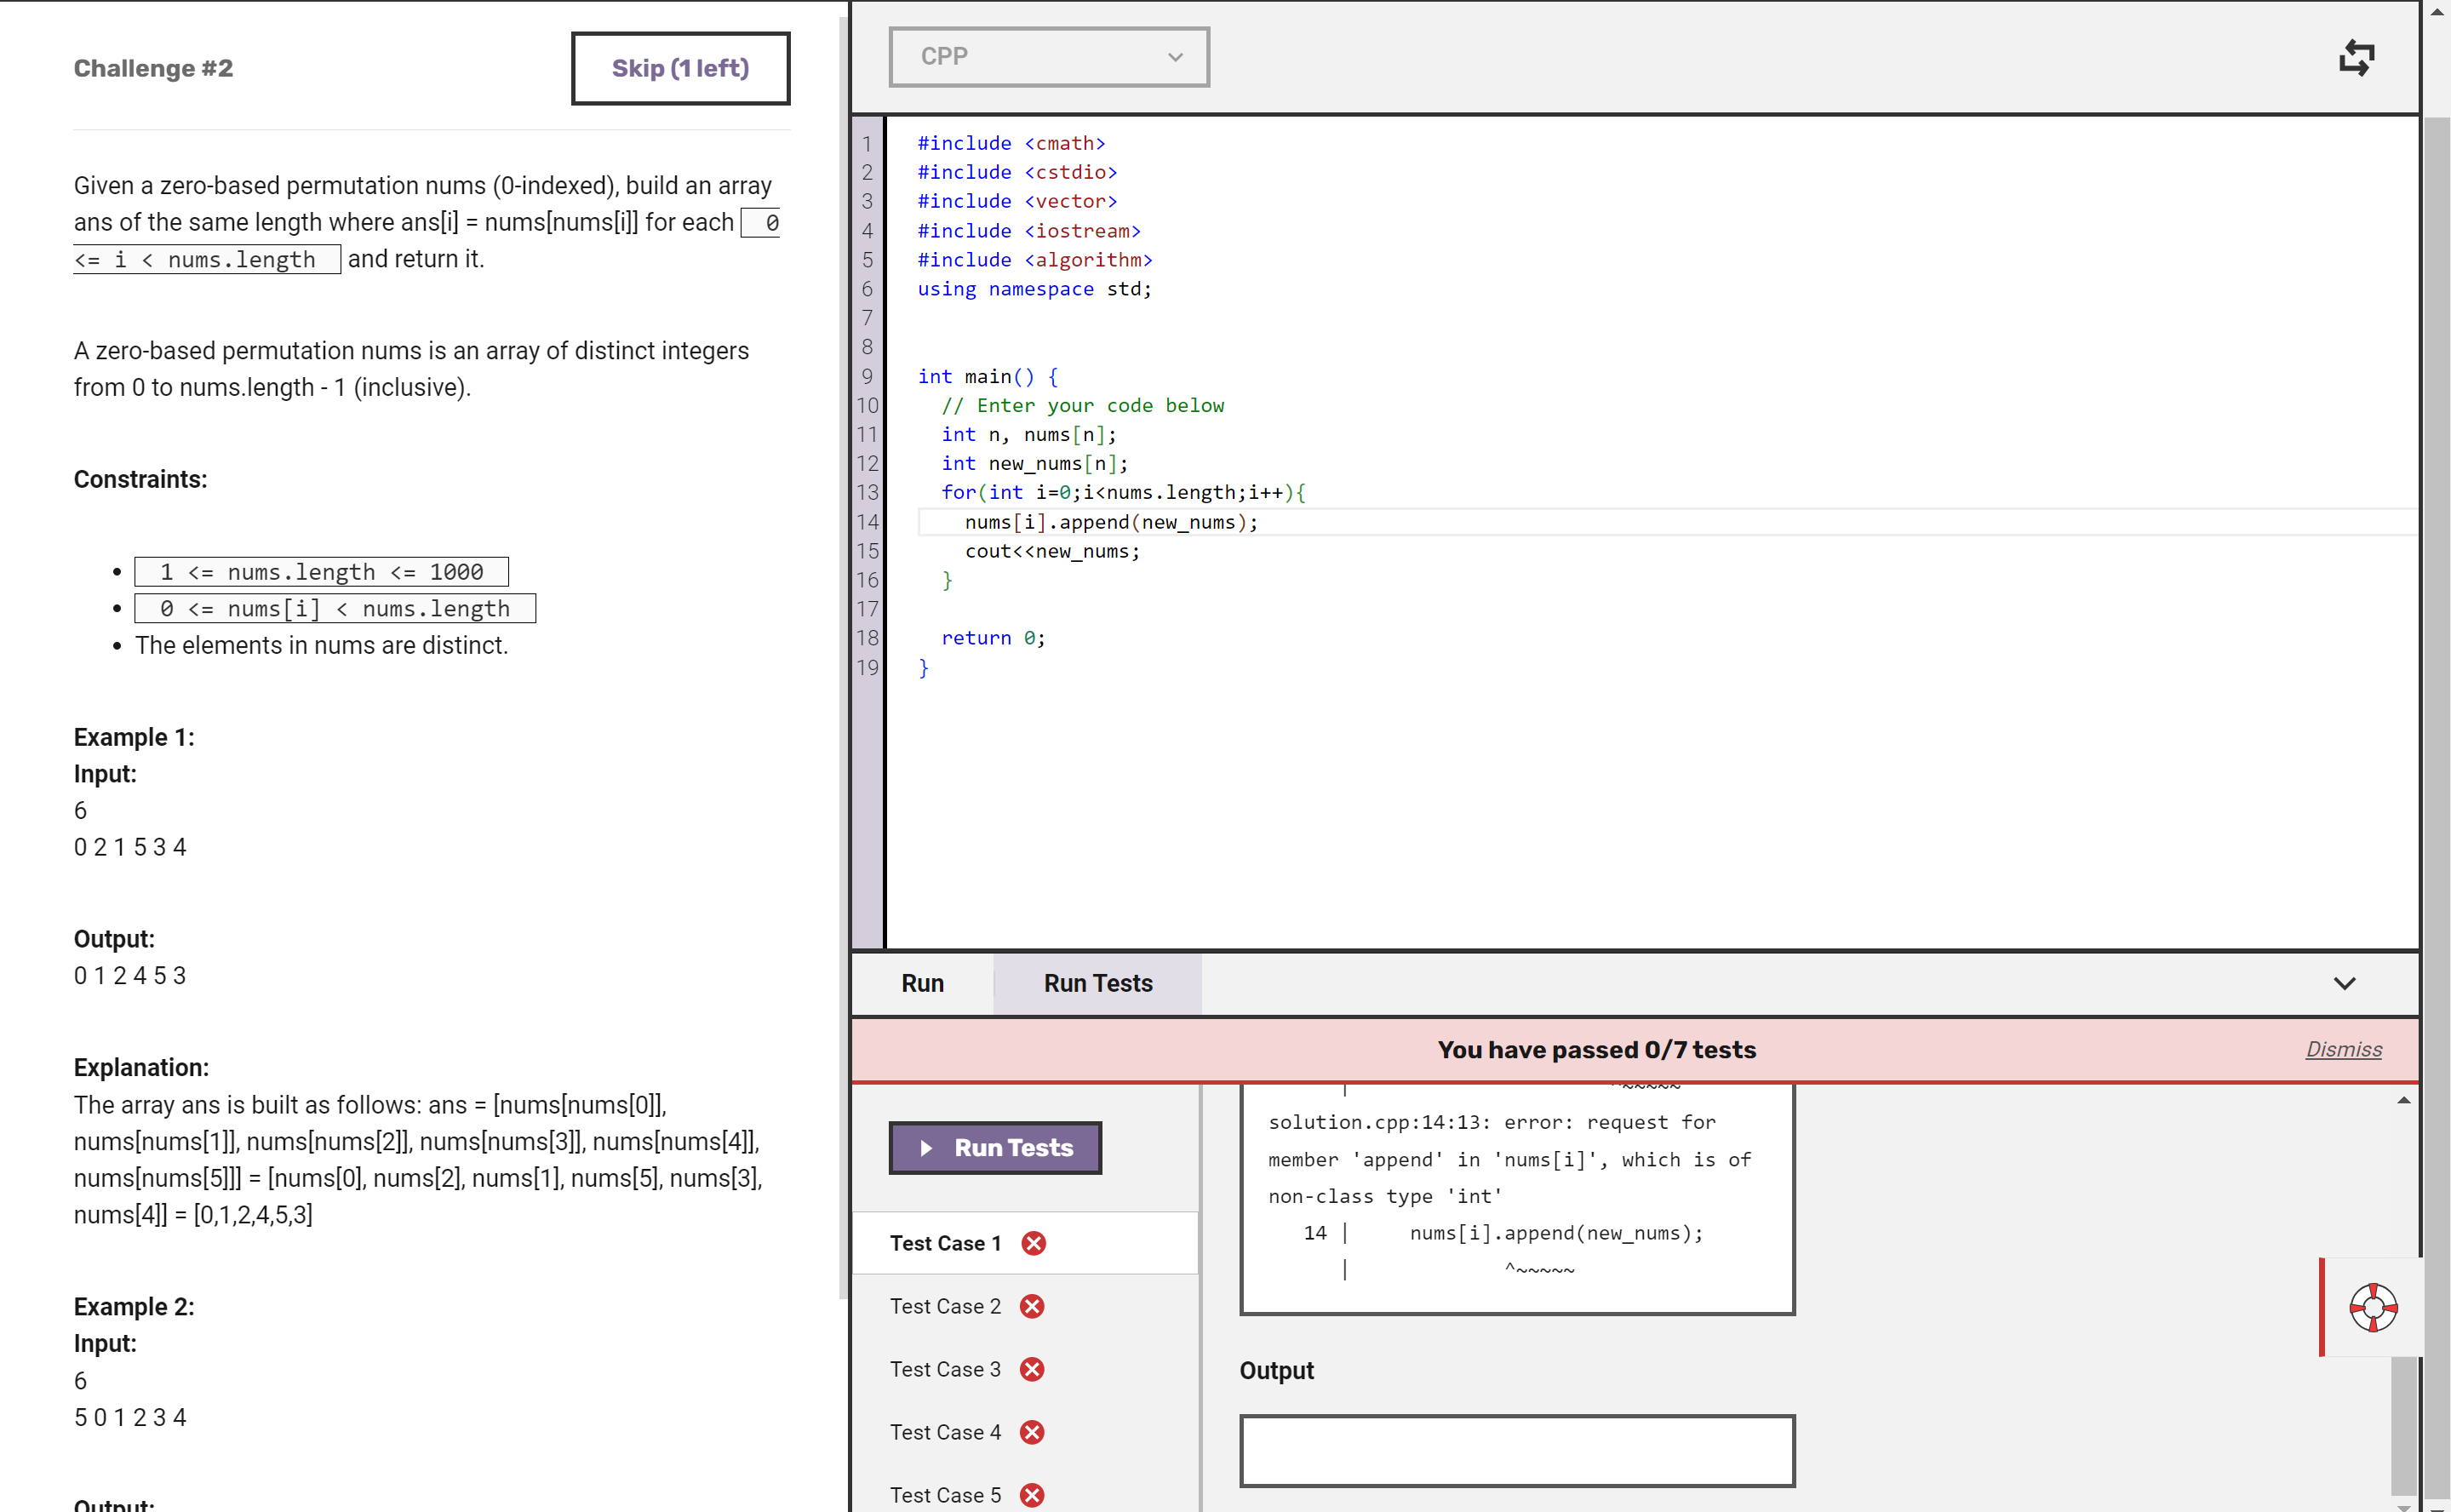 Challenge #2
Skip (1 left)
Given a zero-based permutation nums (0-indexed), build an array
ans of the same length where ans[i] = nums[nums[i]] for each 0
<= i < nums.length and return it.
A zero-based permutation nums is an array of distinct integers
from 0 to nums.length - 1 (inclusive).
Constraints:
• 1 <= nums.length <= 1000
• 0 <= nums[i] < nums.length
• The elements in nums are distinct.
Example 1:
Input:
6
0 2 1 5 3 4
Output:
0 1 2 4 5 3
Explanation:
The array ans is built as follows: ans = [nums[nums[0]],
nums[nums[1]], nums[nums[2]], nums[nums[3]], nums[nums[4]],
nums[nums[5]]] = [nums[0], nums[2], nums[1], nums[5], nums[3],
nums[4]] = [0,1,2,4,5,3]
Example 2:
Input:
6
5 0 1 2 3 4
Output:
CPP
1 #include <cmath>
2 #include <cstdio>
3 #include <vector>
4 #include <iostream>
5 #include <algorithm>
6 using namespace std;
7
8
9 int main() {
10   // Enter your code below
11   int n, nums[n];
12   int new_nums[n];
13   for(int i=0;i<nums.length;i++){
14     nums[i].append(new_nums);
15     cout<<new_nums;
16   }
17
18   return 0;
19 }
Run
Run Tests
You have passed 0/7 tests
Dismiss
Run Tests
Test Case 1
Test Case 2
Test Case 3
Test Case 4
Test Case 5
| ^~~~~~
solution.cpp:14:13: error: request for
member 'append' in 'nums[i]', which is of
non-class type 'int'
14 |     nums[i].append(new_nums);
|             ^~~~~~
Output